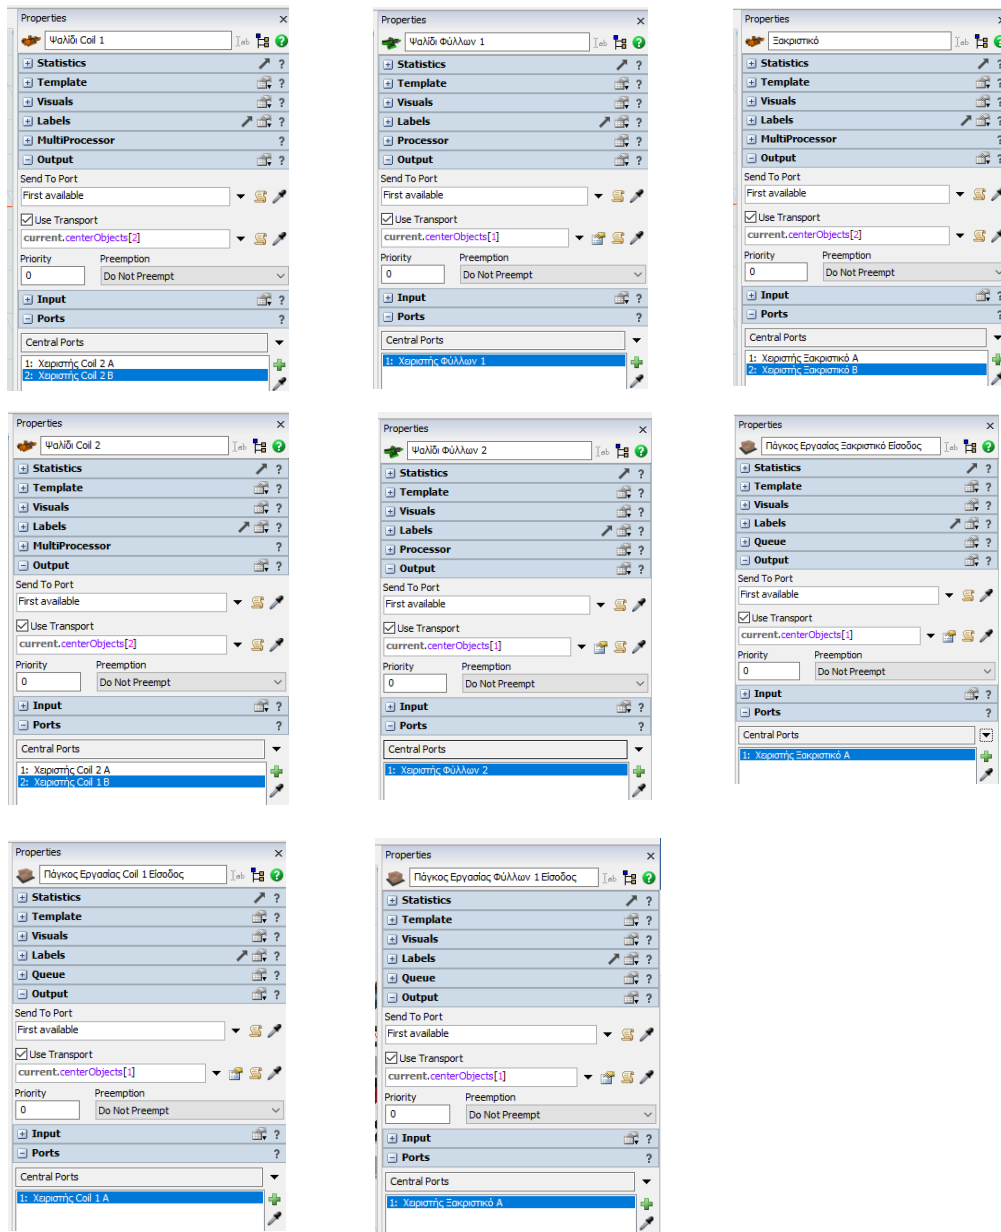 Properties
Ψαλίδι Coil 1
Statistics ?
Template ?
Visuals ?
Labels ?
MultiProcessor ?
Output ?
Send To Port
First available
Use Transport
current.centerObjects[2]
Priority Preemption
0 Do Not Preempt
Input ?
Ports ?
Central Ports
1: Χειριστής Coil 2 A
2: Χειριστής Coil 2 B
Properties
Ψαλίδι Φύλλων 1
Statistics ?
Template ?
Visuals ?
Labels ?
Processor ?
Output ?
Send To Port
First available
Use Transport
current.centerObjects[1]
Priority Preemption
0 Do Not Preempt
Input ?
Ports ?
Central Ports
1: Χειριστής Φύλλων 1
Properties
Ξακριστικό
Statistics ?
Template ?
Visuals ?
Labels ?
MultiProcessor ?
Output ?
Send To Port
First available
Use Transport
current.centerObjects[2]
Priority Preemption
0 Do Not Preempt
Input ?
Ports ?
Central Ports
1: Χειριστής Ξακριστικό A
2: Χειριστής Ξακριστικό B
Properties
Ψαλίδι Coil 2
Statistics ?
Template ?
Visuals ?
Labels ?
MultiProcessor ?
Output ?
Send To Port
First available
Use Transport
current.centerObjects[2]
Priority Preemption
0 Do Not Preempt
Input ?
Ports ?
Central Ports
1: Χειριστής Coil 2 A
2: Χειριστής Coil 1 B
Properties
Ψαλίδι Φύλλων 2
Statistics ?
Template ?
Visuals ?
Labels ?
Processor ?
Output ?
Send To Port
First available
Use Transport
current.centerObjects[1]
Priority Preemption
0 Do Not Preempt
Input ?
Ports ?
Central Ports
1: Χειριστής Φύλλων 2
Properties
Πάγκος Εργασίας Ξακριστικό Είσοδος
Statistics ?
Template ?
Visuals ?
Labels ?
Queue ?
Output ?
Send To Port
First available
Use Transport
current.centerObjects[1]
Priority Preemption
0 Do Not Preempt
Input ?
Ports ?
Central Ports
1: Χειριστής Ξακριστικό A
Properties
Πάγκος Εργασίας Coil 1 Είσοδος
Statistics ?
Template ?
Visuals ?
Labels ?
Queue ?
Output ?
Send To Port
First available
Use Transport
current.centerObjects[1]
Priority Preemption
0 Do Not Preempt
Input ?
Ports ?
Central Ports
1: Χειριστής Coil 1 A
Properties
Πάγκος Εργασίας Φύλλων 1 Είσοδος
Statistics ?
Template ?
Visuals ?
Labels ?
Queue ?
Output ?
Send To Port
First available
Use Transport
current.centerObjects[1]
Priority Preemption
0 Do Not Preempt
Input ?
Ports ?
Central Ports
1: Χειριστής Ξακριστικό A